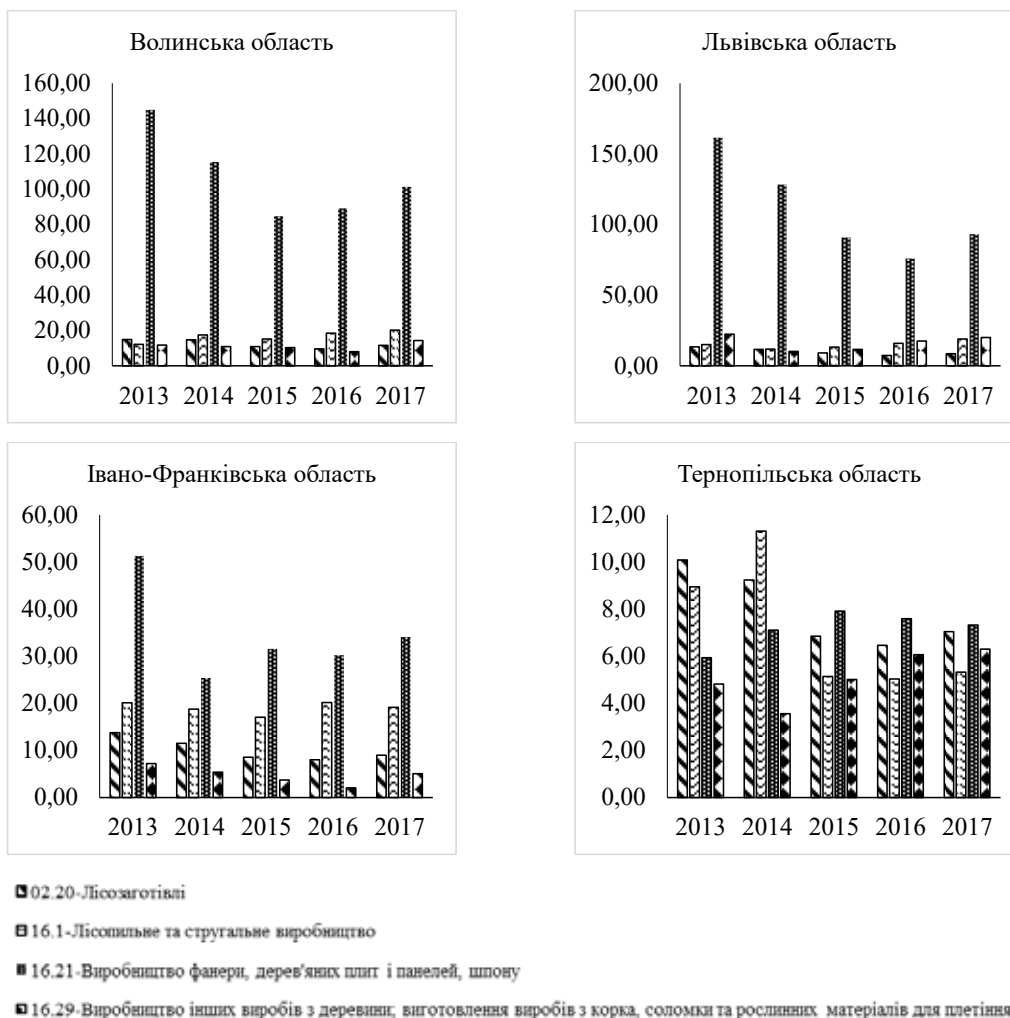 Волинська область
160,00
140,00
120,00
100,00
80,00
60,00
40,00
20,00
0,00
2013 2014 2015 2016 2017
Львівська область
200,00
150,00
100,00
50,00
0,00
2013 2014 2015 2016 2017
Івано-Франківська область
60,00
50,00
40,00
30,00
20,00
10,00
0,00
2013 2014 2015 2016 2017
Тернопільська область
12,00
10,00
8,00
6,00
4,00
2,00
0,00
2013 2014 2015 2016 2017
02.20-Лісозаготівлі
16.1-Лісопильне та стругальне виробництво
16.21-Виробництво фанери, дерев'яних плит і панелей, шпону
16.29-Виробництво інших виробів з деревини; виготовлення виробів з корка, соломки та рослинних матеріалів для плетіння